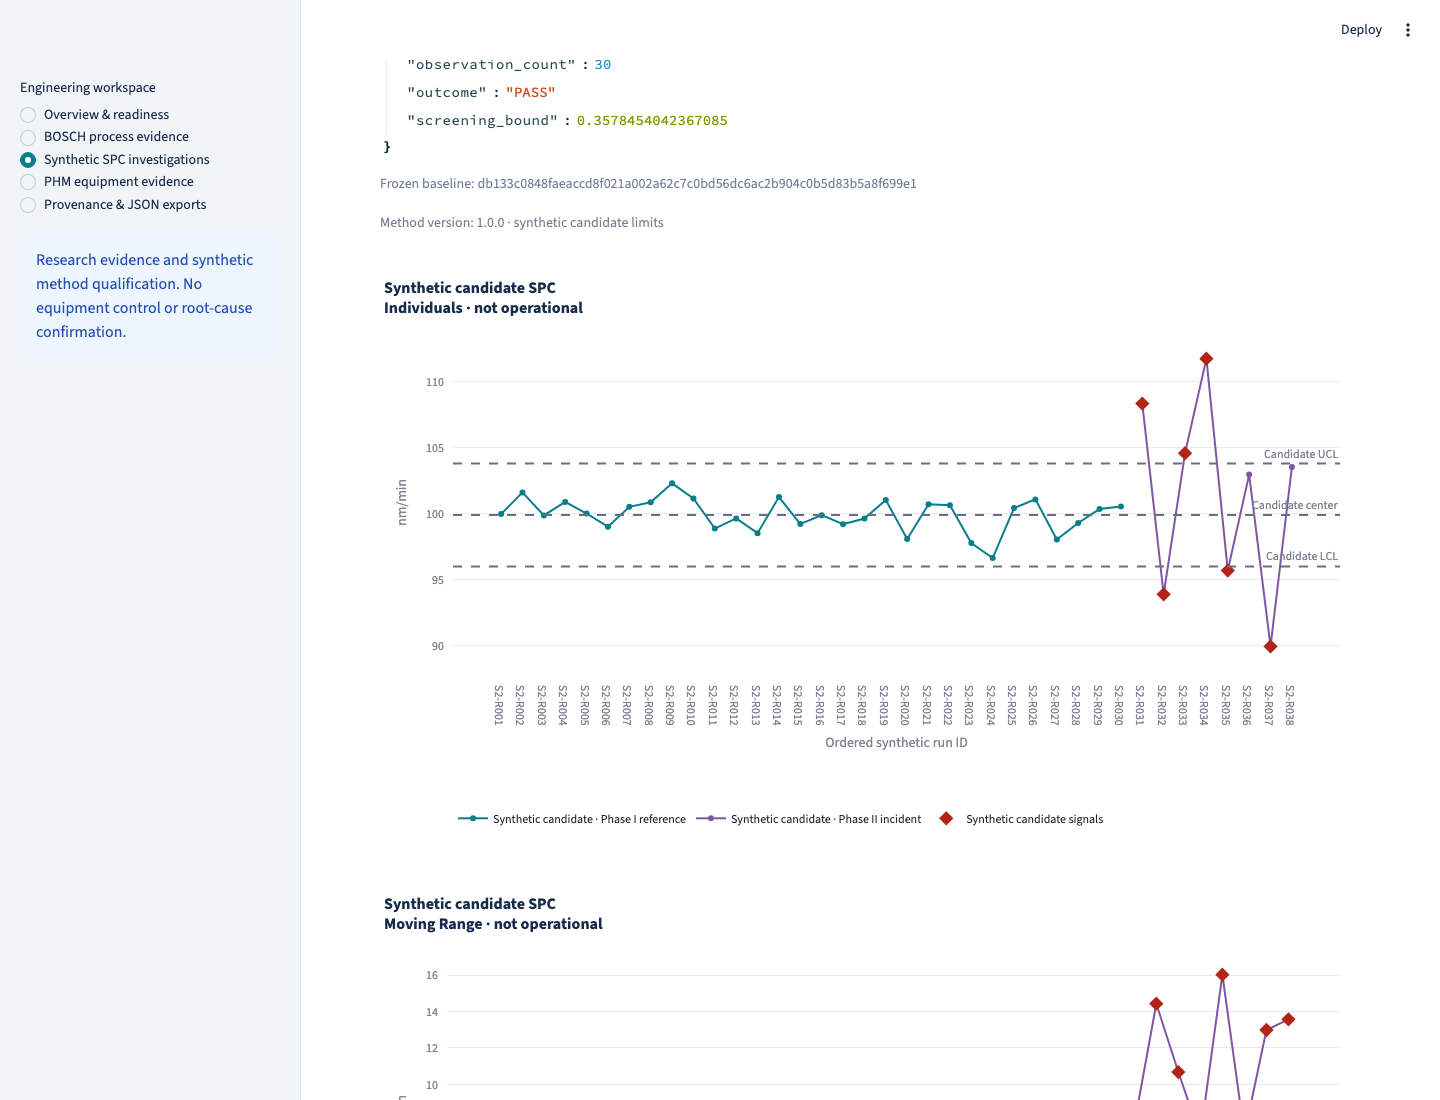 Deploy
Engineering workspace
Overview & readiness
BOSCH process evidence
Synthetic SPC investigations
PHM equipment evidence
Provenance & JSON exports
Research evidence and synthetic
method qualification. No
equipment control or root-cause
confirmation.
"observation_count" : 30
"outcome" : "PASS"
"screening_bound" : 0.3578454042367085
}
Frozen baseline: db133c0848faeaccd8f021a002a62c7c0bd56dc6ac2b904c0b5d83b5a8f699e1
Method version: 1.0.0 · synthetic candidate limits
Synthetic candidate SPC
Individuals · not operational
110
105
100
95
90
nm/min
Candidate UCL
Candidate center
Candidate LCL
S2-R001
S2-R002
S2-R003
S2-R004
S2-R005
S2-R006
S2-R007
S2-R008
S2-R009
S2-R010
S2-R011
S2-R012
S2-R013
S2-R014
S2-R015
S2-R016
S2-R017
S2-R018
S2-R019
S2-R020
S2-R021
S2-R022
S2-R023
S2-R024
S2-R025
S2-R026
S2-R027
S2-R028
S2-R029
S2-R030
S2-R031
S2-R032
S2-R033
S2-R034
S2-R035
S2-R036
S2-R037
S2-R038
Ordered synthetic run ID
Synthetic candidate · Phase I reference
Synthetic candidate · Phase II incident
Synthetic candidate signals
Synthetic candidate SPC
Moving Range · not operational
16
14
12
10